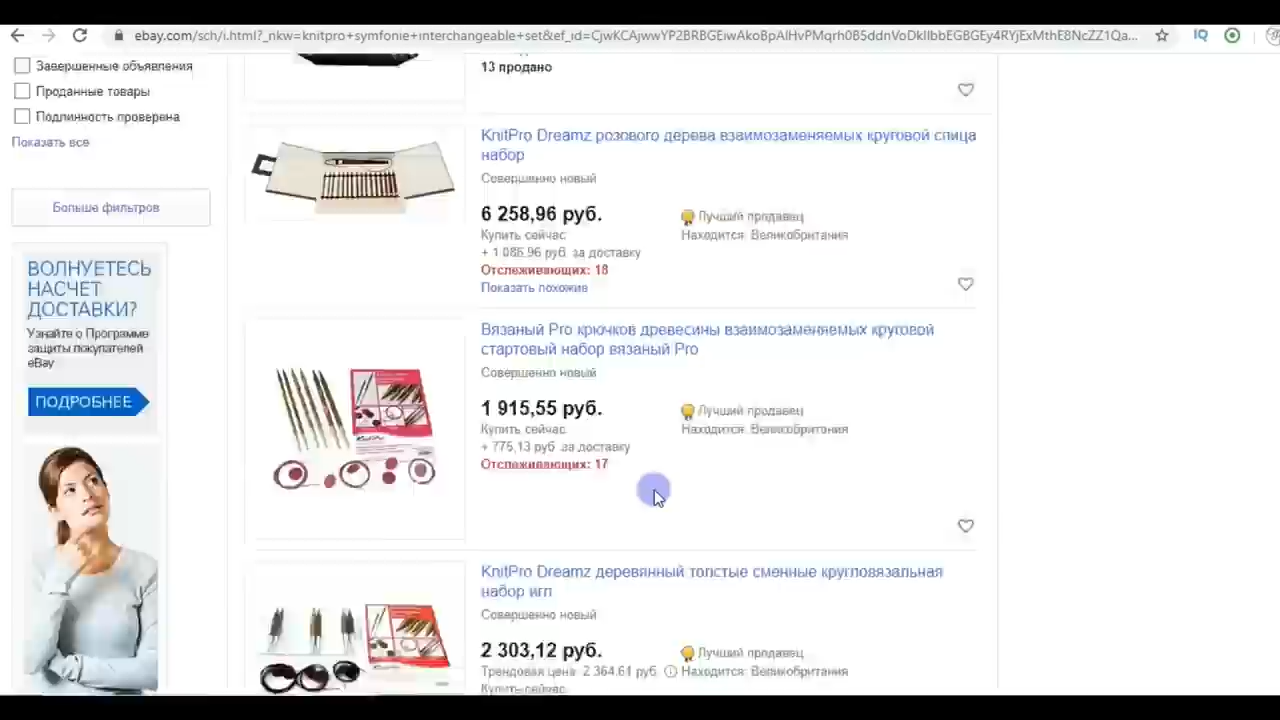 ebay.com/sch/i.html?_nkw=knitpro+symfonie+interchangeable+set&ef_id=
IQ
Завершенные объявления
Проданные товары
Подлинность проверена
Показать все
Больше фильтров
ВОЛНУЕТЕСЬ
НАСЧЕТ
ДОСТАВКИ?
Узнайте о Программе
защиты покупателей
eBay
ПОДРОБНЕЕ
13 продано
KnitPro Dreamz розового дерева взаимозаменяемых круговой спица
набор
Совершенно новый
6 258,96 руб.
Лучший продавец
Купить сейчас
Находится: Великобритания
+ 1 086,96 руб. за доставку
Отслеживающих: 18
Показать похожие
Вязаный Pro крючков древесины взаимозаменяемых круговой
стартовый набор вязаный Pro
Совершенно новый
1 915,55 руб.
Лучший продавец
Купить сейчас
Находится: Великобритания
+ 775,13 руб. за доставку
Отслеживающих: 17
KnitPro
KnitPro Dreamz деревянный толстые сменные кругловязальная
набор игл
Совершенно новый
2 303,12 руб.
Лучший продавец
Трендовая цена: 2 364,61 руб.
Находится: Великобритания
Купить сейчас